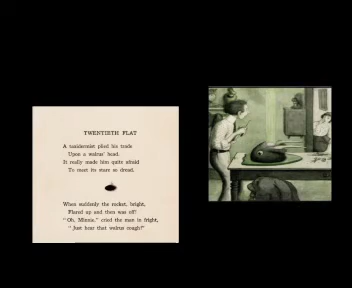 TWENTIETH FLAT
A taxidermist plied his trade
Upon a walrus' head.
It really made him quite afraid
To meet its stare so dread.
When suddenly the rocket, bright,
Flared up and then was off!
"Oh, Minnie," cried the man in fright,
"Just hear that walrus cough!"